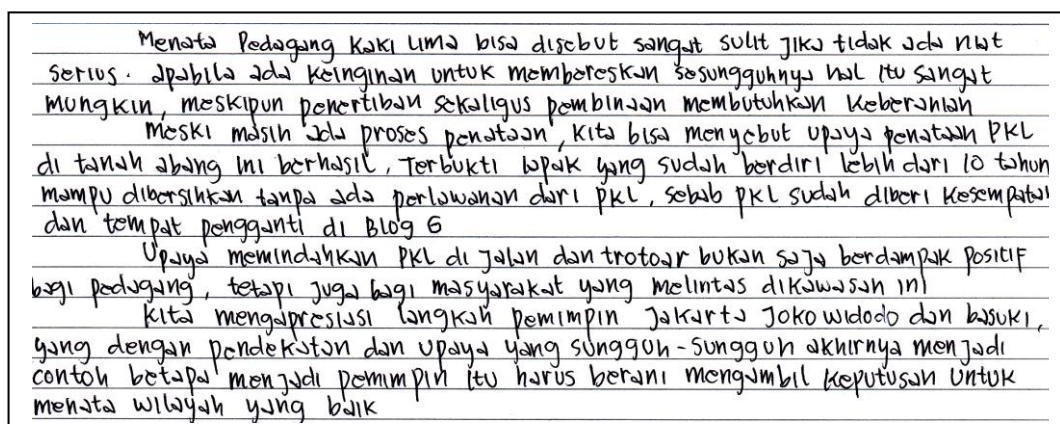 Menata Pedagang Kaki Lima bisa disebut sangat sulit jika tidak ada niat
serius. apabila ada keinginan untuk membereskan sesungguhnya hal itu sangat
mungkin, meskipun penertiban sekaligus pembinaan membutuhkan keberanian
Meski masih ada proses penataan, kita bisa menyebut upaya penataan PKL
di tanah abang ini berhasil, Terbukti lapak yang sudah berdiri lebih dari 10 tahun
mampu dibersihkan tanpa ada perlawanan dari PKL, sebab PKL sudah diberi kesempatan
dan tempat pengganti di Blog G
Upaya memindahkan PKL di jalan dan trotoar bukan saja berdampak positif
bagi pedagang, tetapi juga bagi masyarakat yang melintas dikawasan ini
kita mengapresiasi langkah pemimpin Jakarta Joko widodo dan basuki,
yang dengan pendekatan dan upaya yang sungguh-sungguh akhirnya menjadi
contoh betapa menjadi pemimpin itu harus berani mengambil keputusan untuk
menata wilayah yang baik